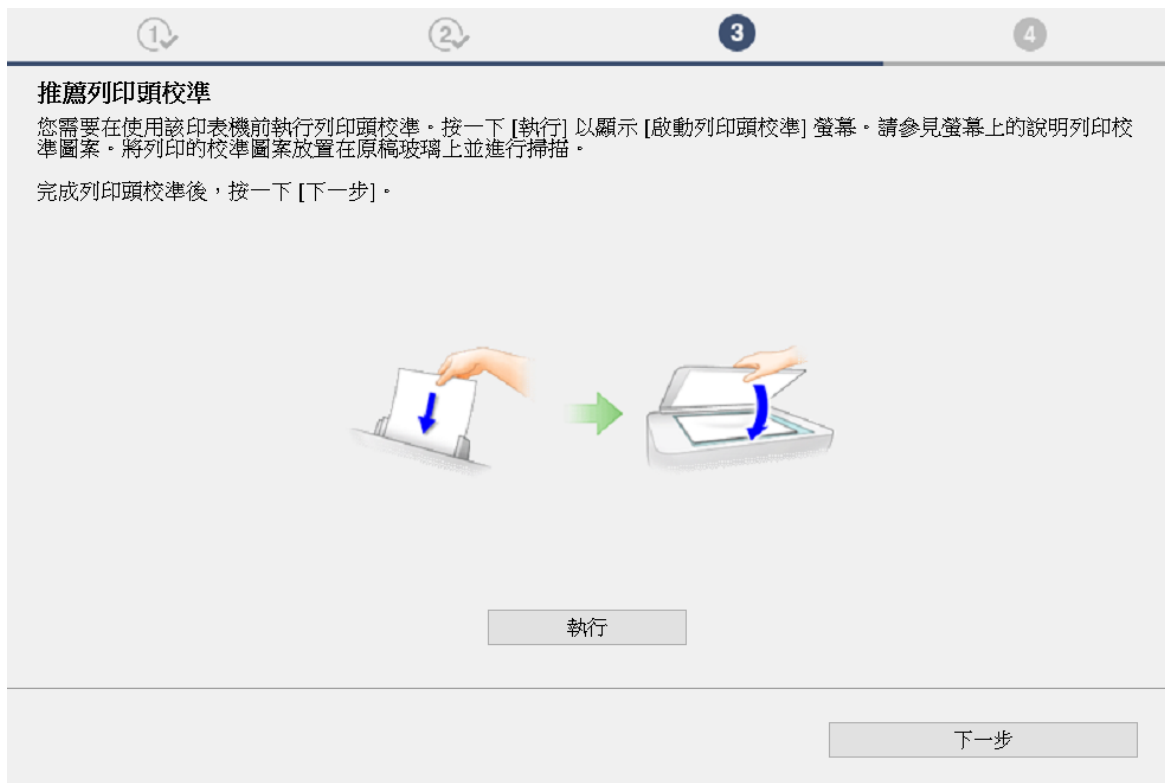 1 2 3 4
推薦列印頭校準
您需要在使用該印表機前執行列印頭校準。按一下 [執行] 以顯示 [啟動列印頭校準] 螢幕。請參見螢幕上的說明列印校
準圖案。將列印的校準圖案放置在原稿玻璃上並進行掃描。
完成列印頭校準後，按一下 [下一步]。
執行
下一步